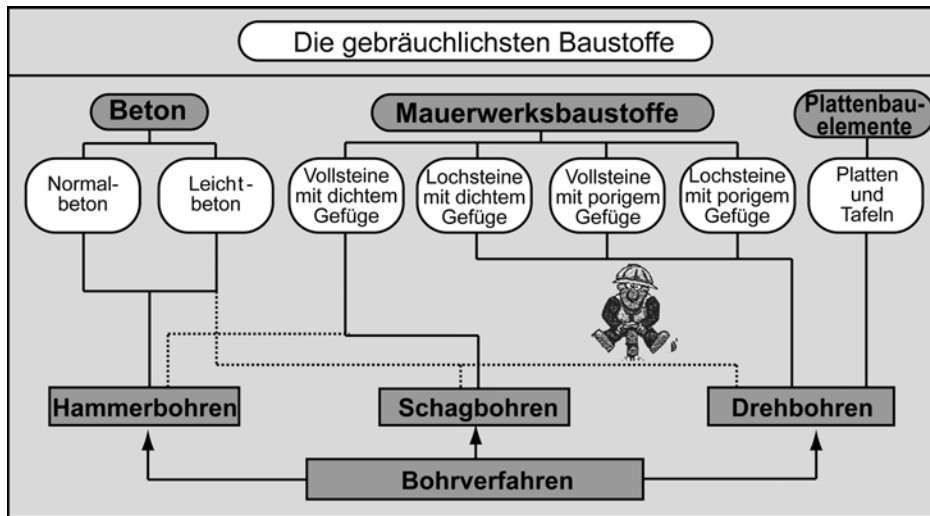 Die gebräuchlichsten Baustoffe
Beton
Mauerwerksbaustoffe
Plattenbau-
elemente
Normal-
beton
Leicht-
beton
Vollsteine
mit dichtem
Gefüge
Lochsteine
mit dichtem
Gefüge
Vollsteine
mit porigem
Gefüge
Lochsteine
mit porigem
Gefüge
Platten
und
Tafeln
Hammerbohren
Schagbohren
Drehbohren
Bohrverfahren